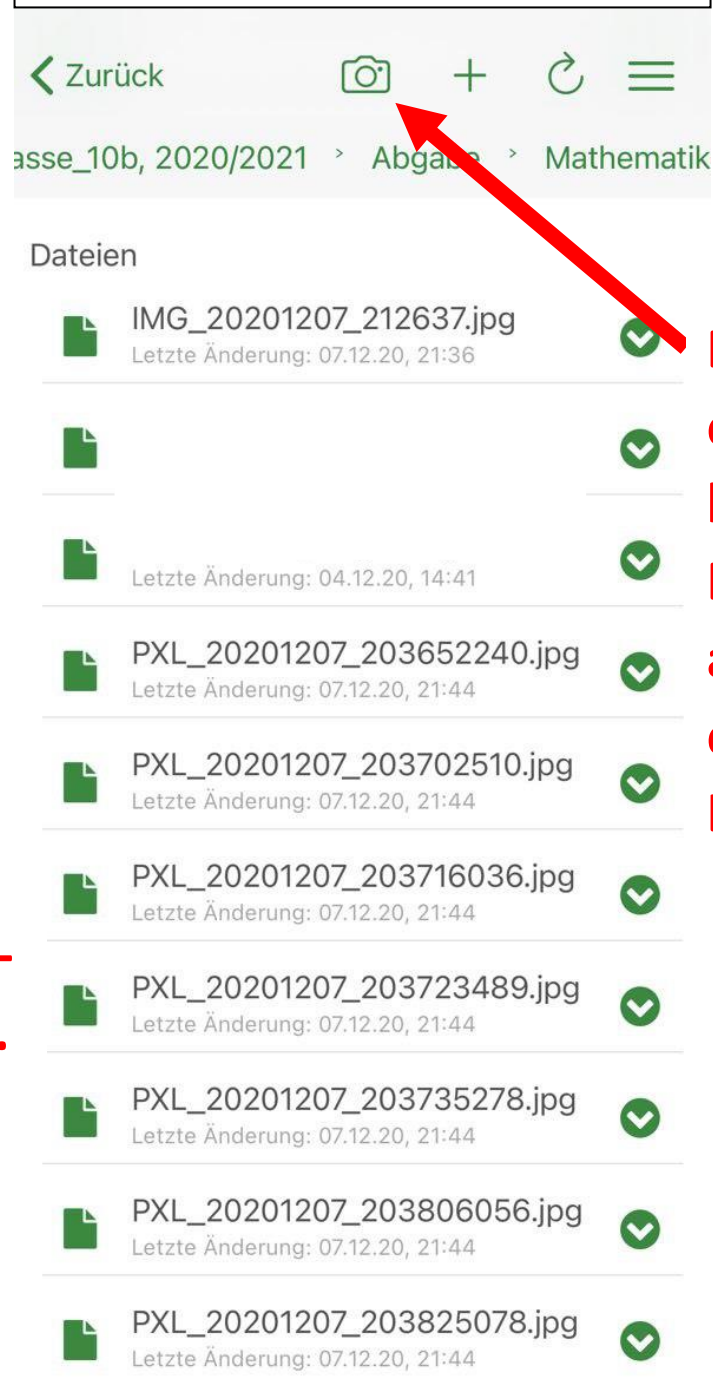 Zurück
asse_10b, 2020/2021 > Abgabe > Mathematik
Dateien
IMG_20201207_212637.jpg
Letzte Änderung: 07.12.20, 21:36
Letzte Änderung: 04.12.20, 14:41
PXL_20201207_203652240.jpg
Letzte Änderung: 07.12.20, 21:44
PXL_20201207_203702510.jpg
Letzte Änderung: 07.12.20, 21:44
PXL_20201207_203716036.jpg
Letzte Änderung: 07.12.20, 21:44
PXL_20201207_203723489.jpg
Letzte Änderung: 07.12.20, 21:44
PXL_20201207_203735278.jpg
Letzte Änderung: 07.12.20, 21:44
PXL_20201207_203806056.jpg
Letzte Änderung: 07.12.20, 21:44
PXL_20201207_203825078.jpg
Letzte Änderung: 07.12.20, 21:44